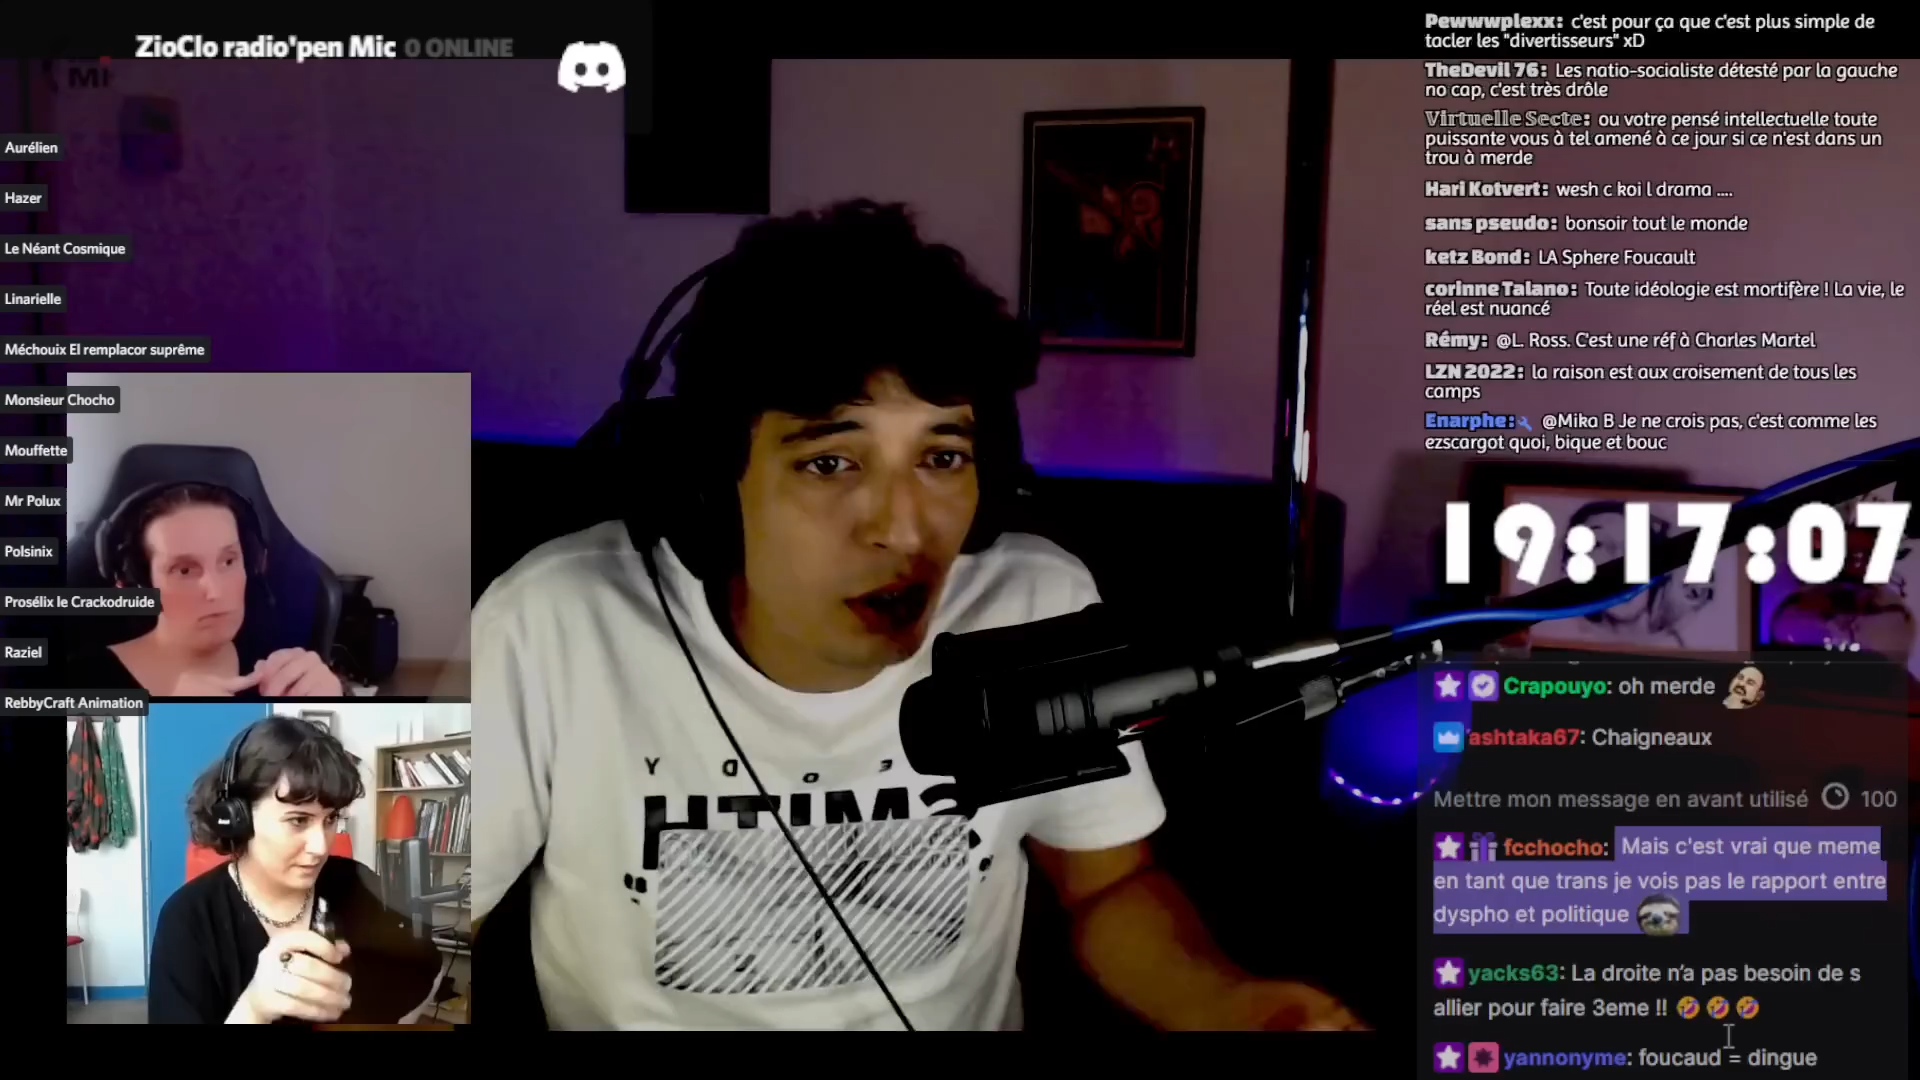 ZioClo radio'pen Mic 0 ONLINE
MI
Aurélien
Hazer
Le Néant Cosmique
Linarielle
Méchouix El remplacor suprême
Monsieur Chocho
Mouffette
Mr Polux
Polsinix
Prosélix le Crackodruide
Raziel
RebbyCraft Animation
Pewwwplexx: c'est pour ça que c'est plus simple de
tacler les "divertisseurs" xD
TheDevil 76: Les natio-socialiste détesté par la gauche
no cap, c'est très drôle
Virtuelle Secte: ou votre pensé intellectuelle toute
puissante vous à tel amené à ce jour si ce n'est dans un
trou à merde
Hari Kotvert: wesh c koi l drama ....
sans pseudo: bonsoir tout le monde
ketz Bond: LA Sphere Foucault
corinne Talano: Toute idéologie est mortifère ! La vie, le
réel est nuancé
Rémy: @L. Ross. C'est une réf à Charles Martel
LZN 2022: la raison est aux croisement de tous les
camps
Enarphe: @Mika B Je ne crois pas, c'est comme les
ezscargot quoi, bique et bouc
19:17:07
Crapouyo: oh merde
ashtaka67: Chaigneaux
Mettre mon message en avant utilisé 100
fcchocho: Mais c'est vrai que meme
en tant que trans je vois pas le rapport entre
dyspho et politique
yacks63: La droite n'a pas besoin de s
allier pour faire 3eme !! 🤣 🤣 🤣
yannonyme: foucaud = dingue